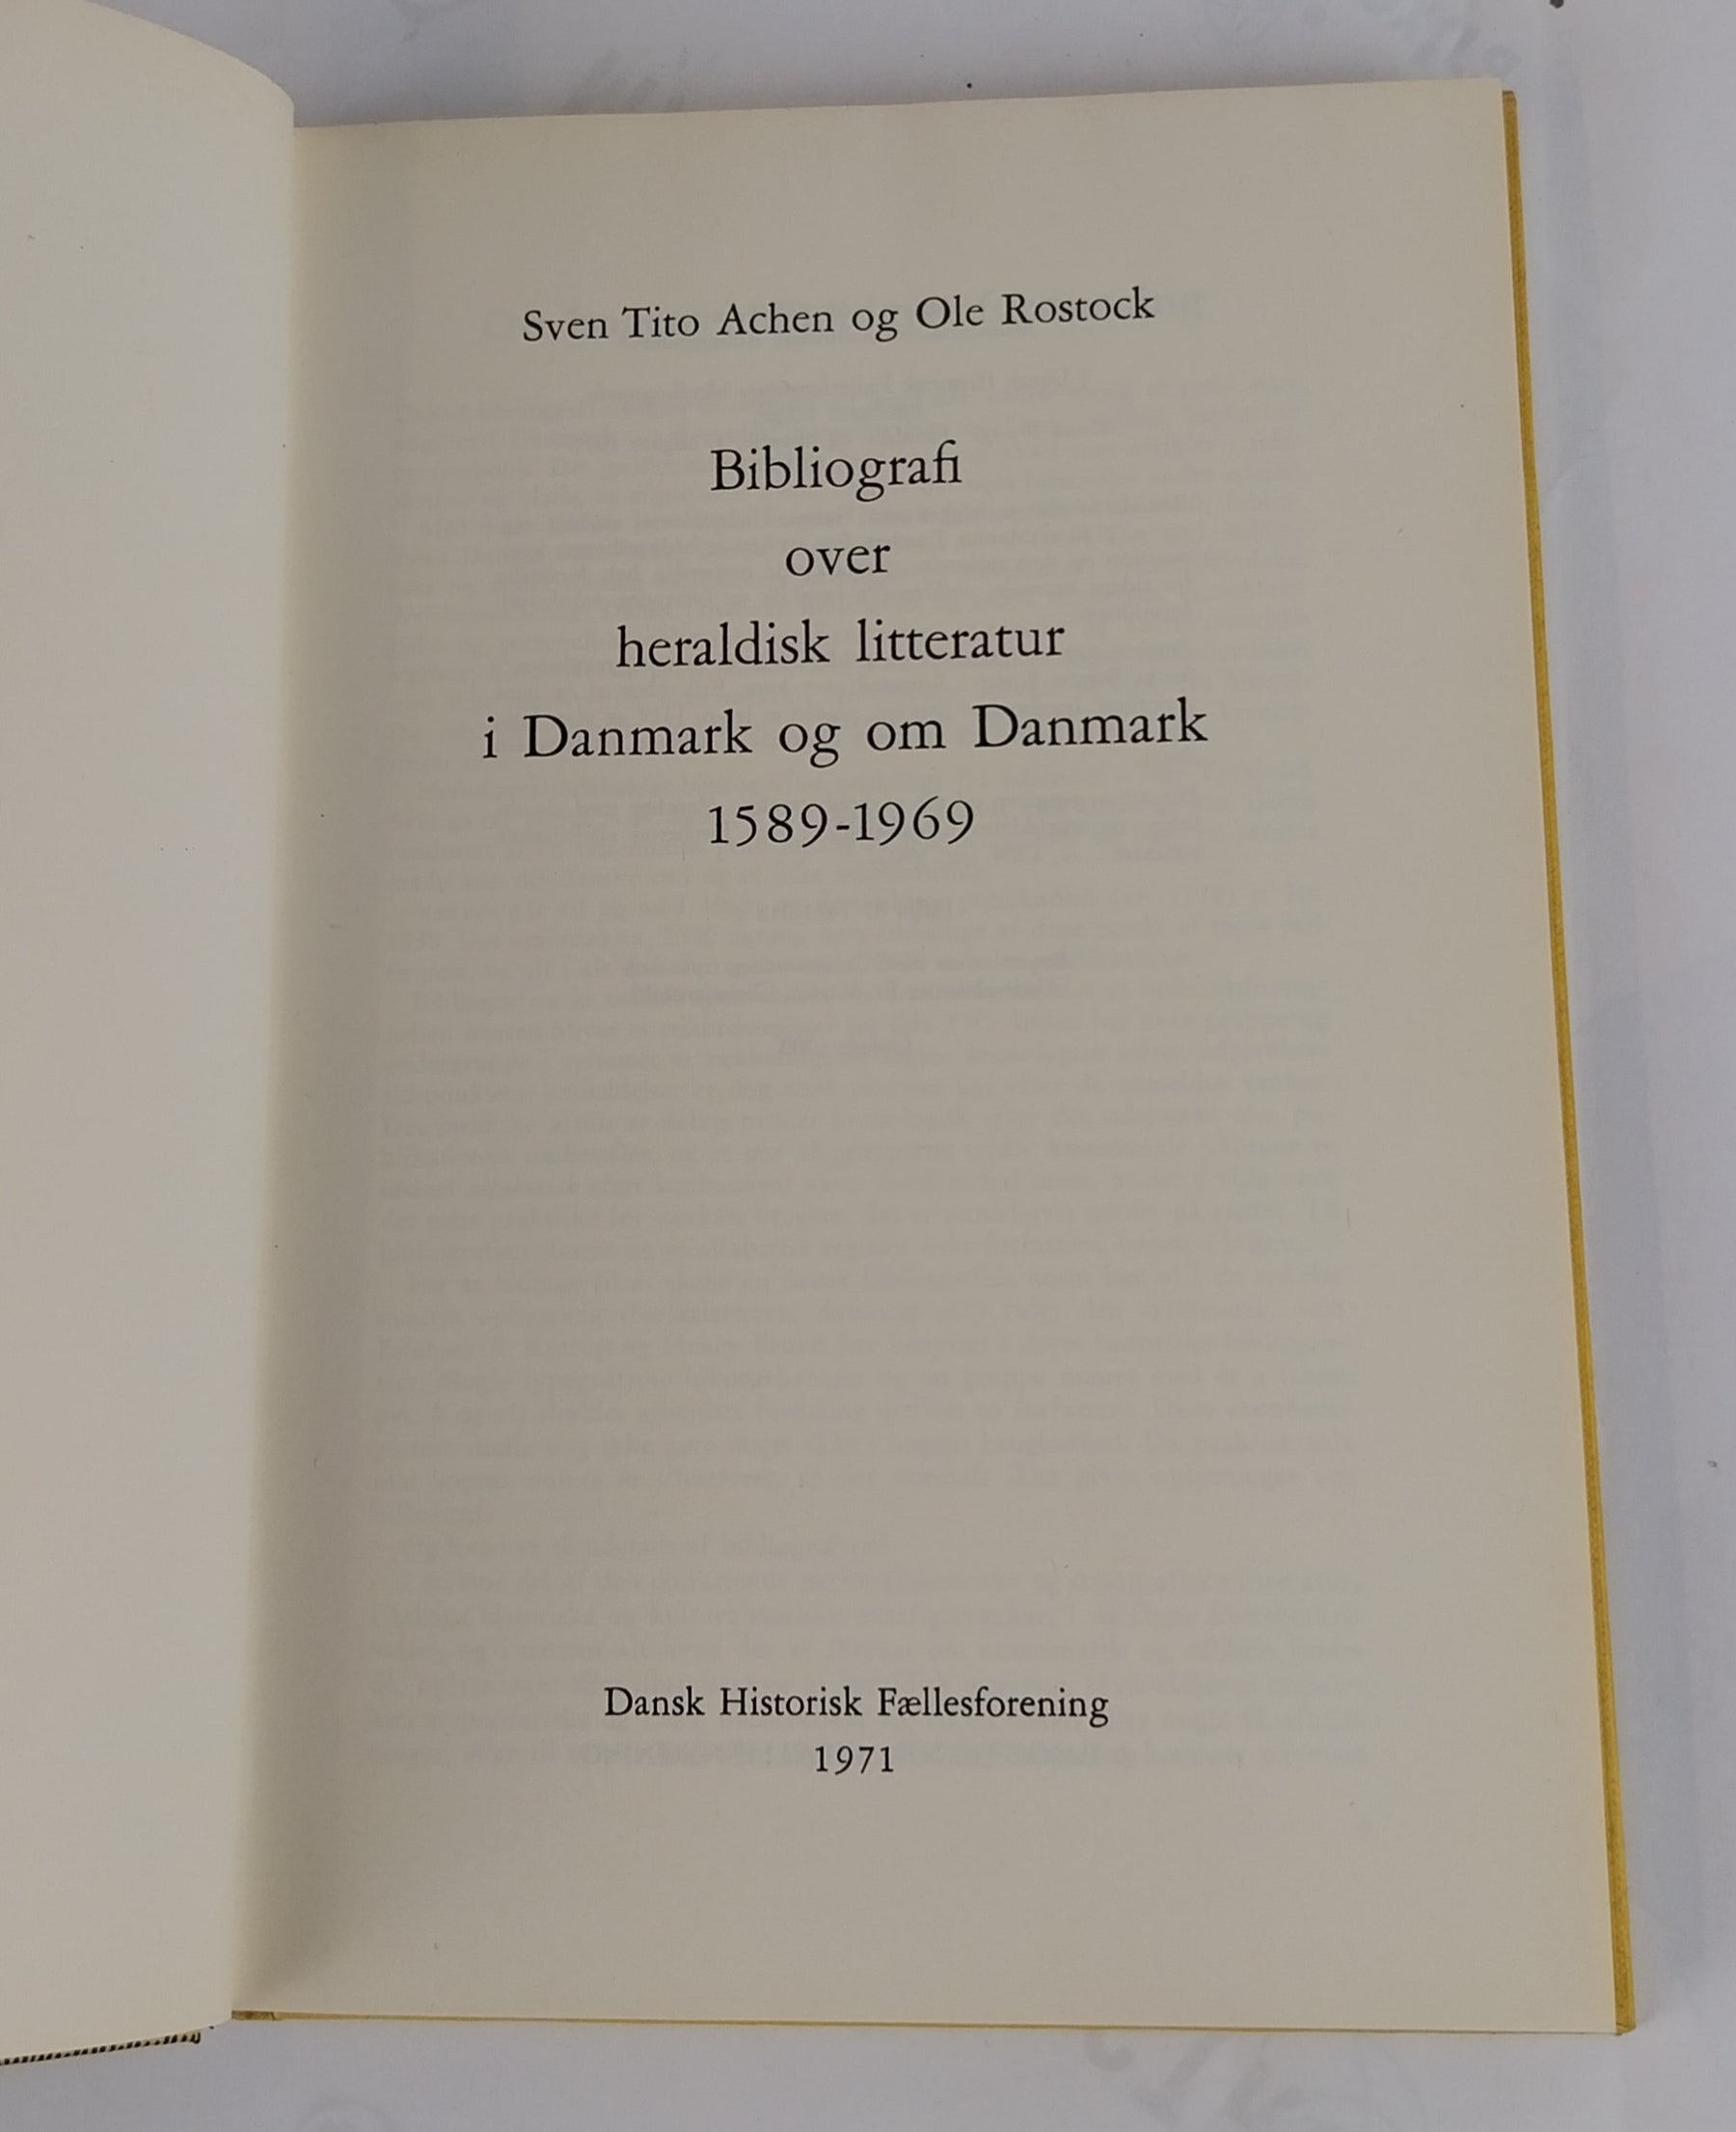 Sven Tito Achen og Ole Rostock
Bibliografi
over
heraldisk litteratur
i Danmark og om Danmark
1589-1969
Dansk Historisk Fællesforening
1971